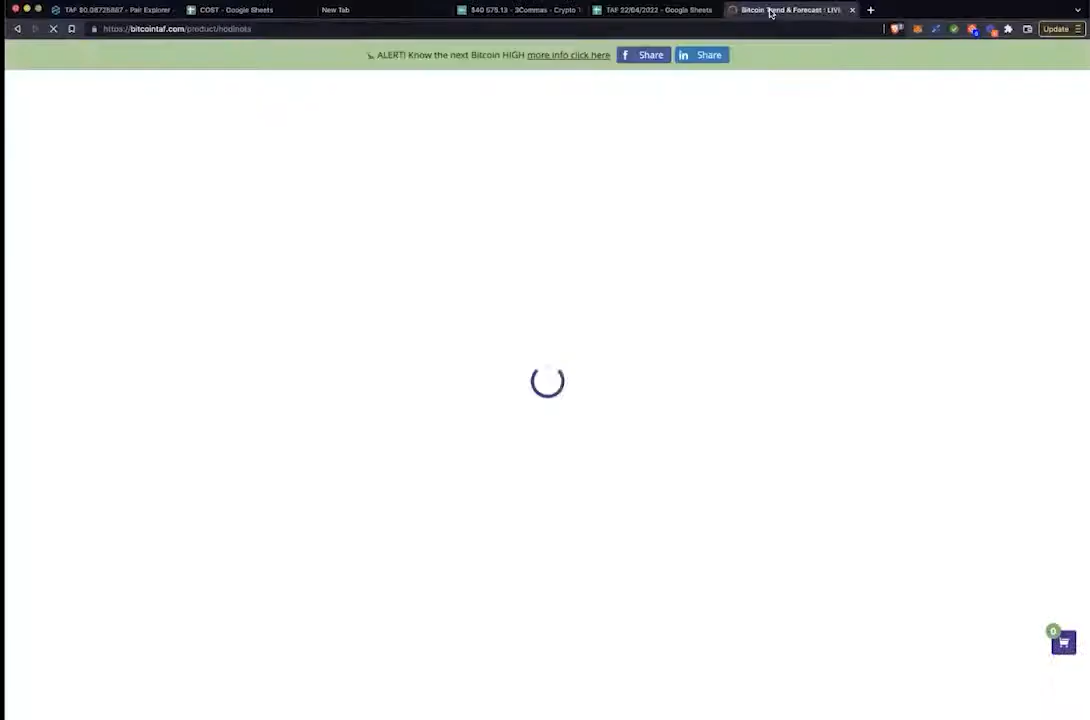 TAF $0.08725887 - Pair Explorer -
COST - Google Sheets
New Tab
$40 575.13 - 3Commas - Crypto T
TAF 22/04/2022 - Google Sheets
Bitcoin Trend & Forecast : LIVE
https://bitcointaf.com/product/hodlnota
Update
ALERT! Know the next Bitcoin HIGH more info click here
Share
Share
0